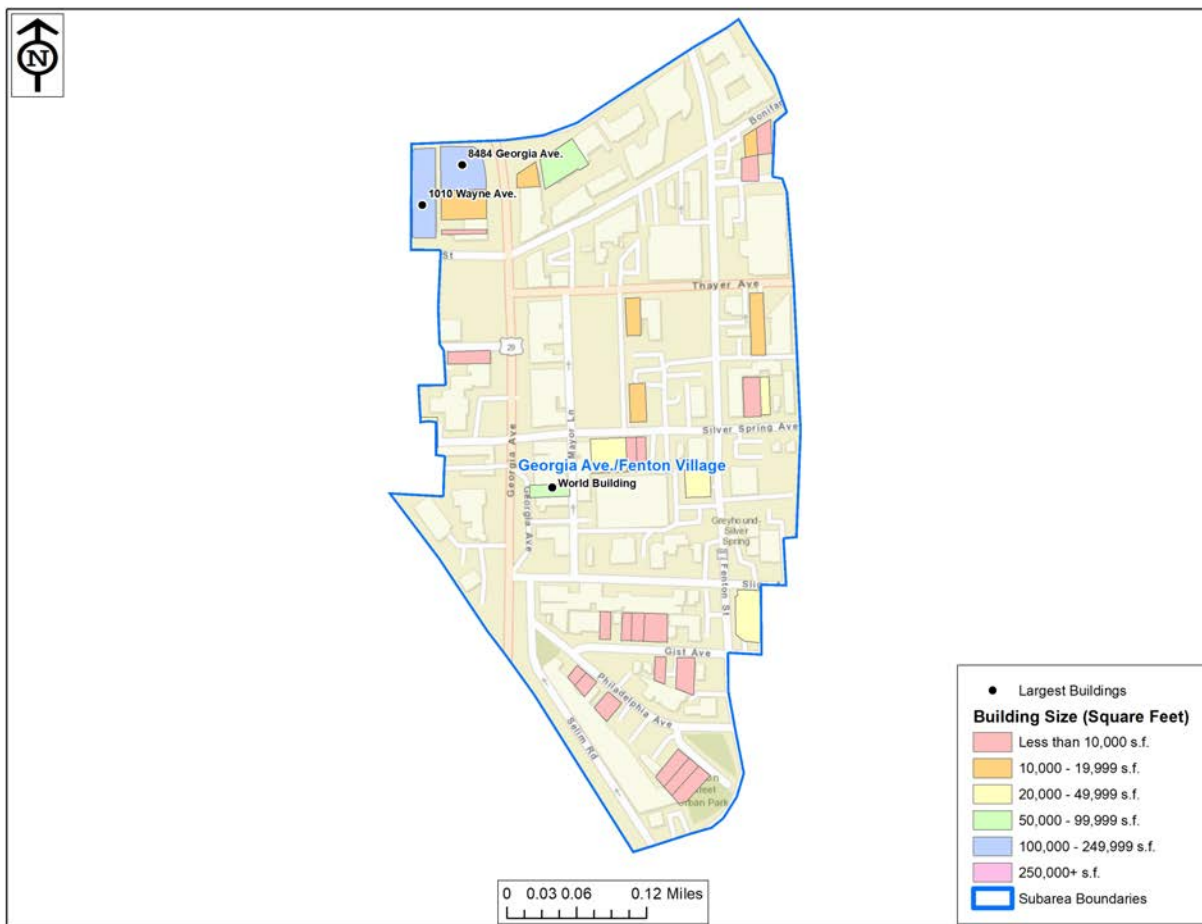 N
8484 Georgia Ave.
1010 Wayne Ave.
Bonifan
St
Thayer Ave
29
Georgia Ave
Mayor Ln
Silver Spring Ave
Georgia Ave./Fenton Village
World Building
Georgia Ave
Greyhound-
Silver
Spring
Fenton St
Gist Ave
Philadelphia Ave
Selim Rd
Urban Park
Largest Buildings
Building Size (Square Feet)
Less than 10,000 s.f.
10,000 - 19,999 s.f.
20,000 - 49,999 s.f.
50,000 - 99,999 s.f.
100,000 - 249,999 s.f.
250,000+ s.f.
Subarea Boundaries
0 0.03 0.06 0.12 Miles